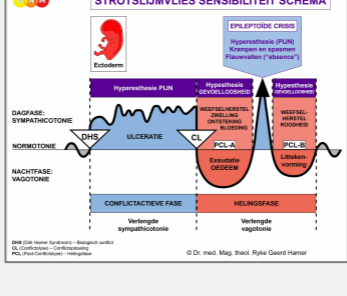 STROTSLIJMVLIES SENSIBILITEIT SCHEMA
EPILEPTOÏDE CRISIS
Hyperesthesie (PIJN)
Krampen en spasmen
Flauwvallen ("absence")
Ectoderm
Hyperesthesie PIJN
Hypesthesie
GEVOELLOOSHEID
Hypesthesie
GEVOELLOOSHEID
DAGFASE:
SYMPATHICOTONIE
WEEFSELHERSTEL
ZWELLING
ONTSTEKING
BLOEDING
WEEFSEL-
HERSTEL
ROODHEID
DHS
ULCERATIE
CL
NORMOTONIE
PCL-A
PCL-B
NACHTFASE:
VAGOTONIE
Exsudatie
OEDEEM
Litteken-
vorming
CONFLICTACTIEVE FASE
HELINGSFASE
Verlengde
sympathicotonie
Verlengde
vagotonie
DHS (Dirk Hamer Syndroom) – Biologisch conflict
CL (Conflictolyse) – Conflictoplossing
PCL (Post-Conflictolyse) – Helingsfase
© Dr. med. Mag. theol. Ryke Geerd Hamer